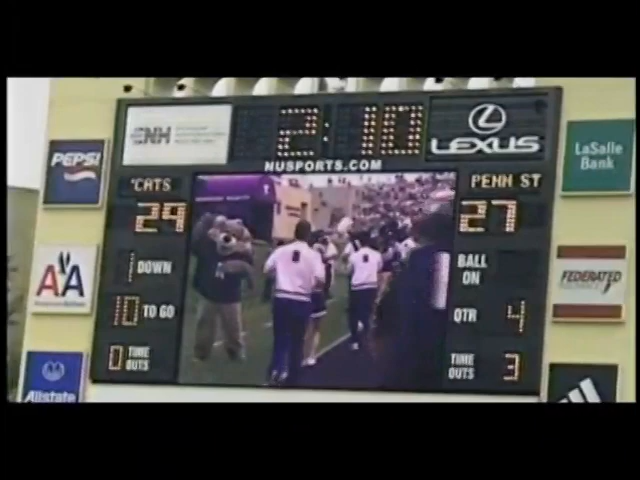 ENH
2:10
LEXUS
NUSPORTS.COM
PEPSI
LaSalle
Bank
'CATS
PENN ST
29
27
1 DOWN
BALL
ON
AA
FEDERATED
10 TO GO
QTR 4
0 TIME
OUTS
TIME
OUTS 3
Allstate